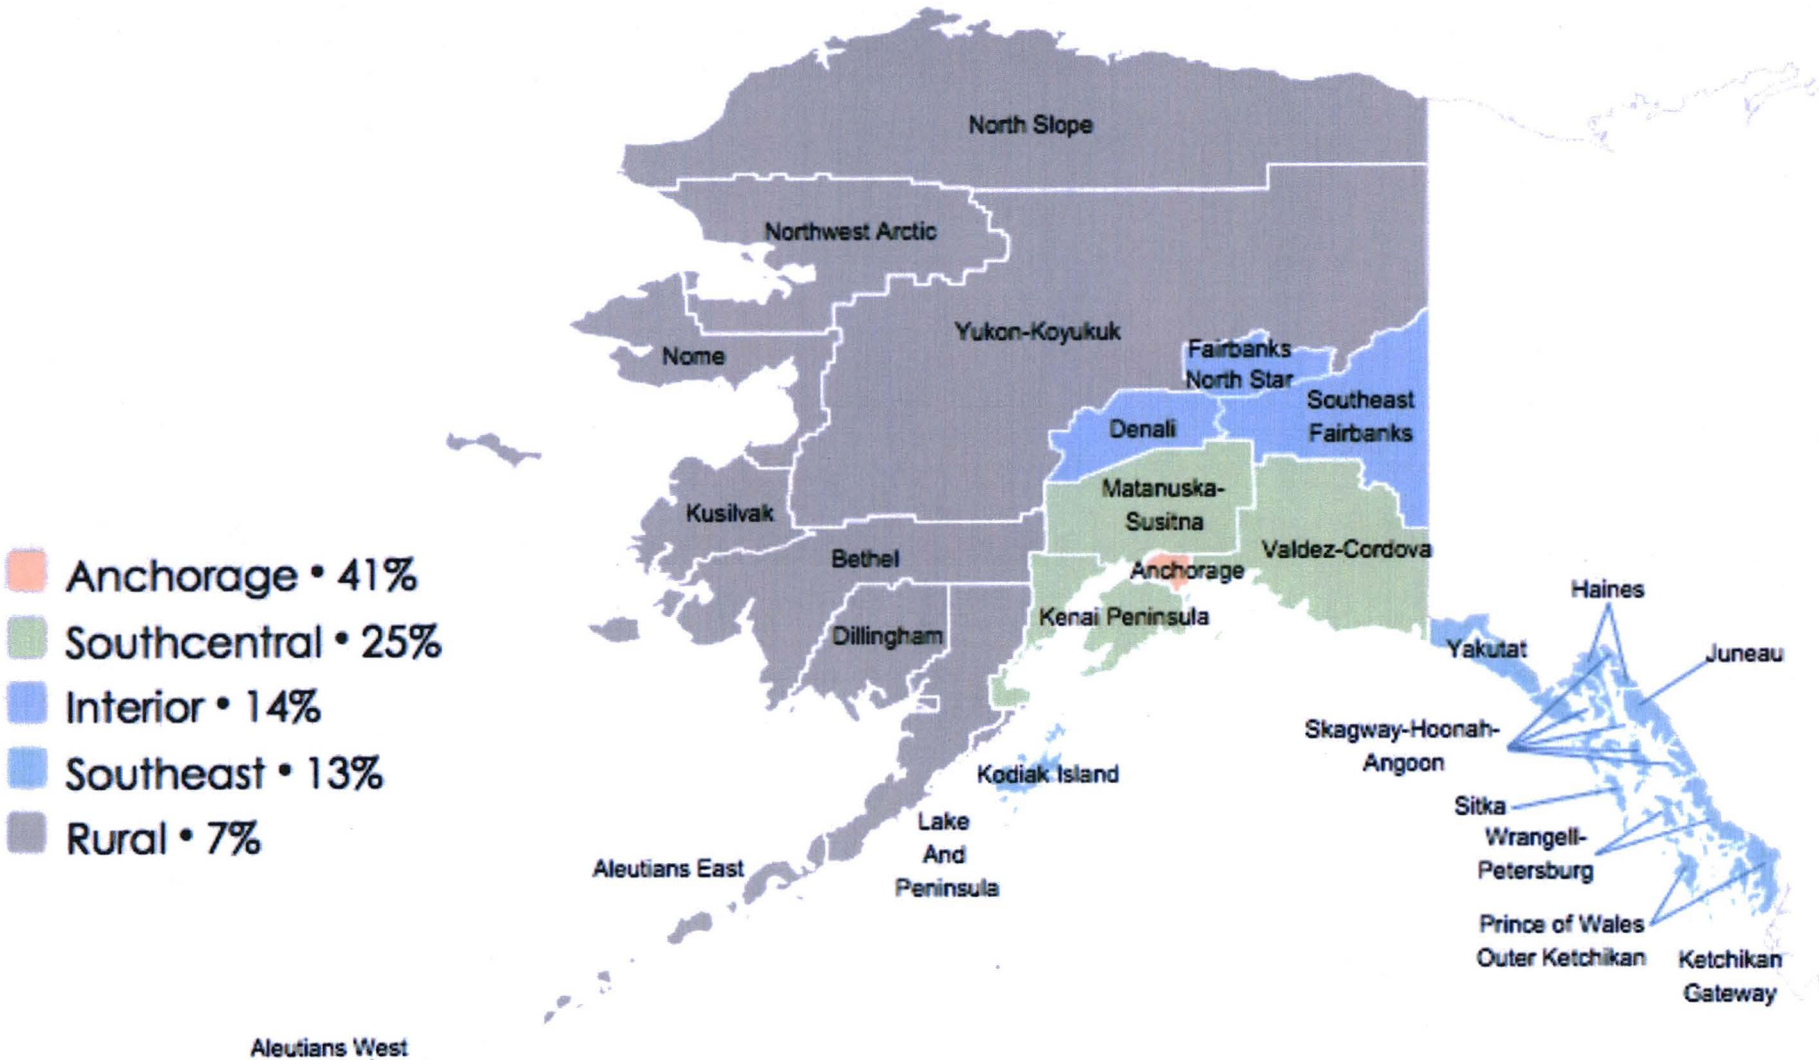 North Slope
Northwest Arctic
Yukon-Koyukuk
Nome
Fairbanks
North Star
Southeast
Fairbanks
Denali
Matanuska-
Susitna
Kusilvak
Bethel
Valdez-Cordova
Anchorage
Kenai Peninsula
Dillingham
Anchorage • 41%
Southcentral • 25%
Interior • 14%
Southeast • 13%
Rural • 7%
Haines
Yakutat
Juneau
Skagway-Hoonah-
Angoon
Kodiak Island
Sitka
Lake
And
Peninsula
Wrangell-
Petersburg
Aleutians East
Prince of Wales
Outer Ketchikan
Ketchikan
Gateway
Aleutians West